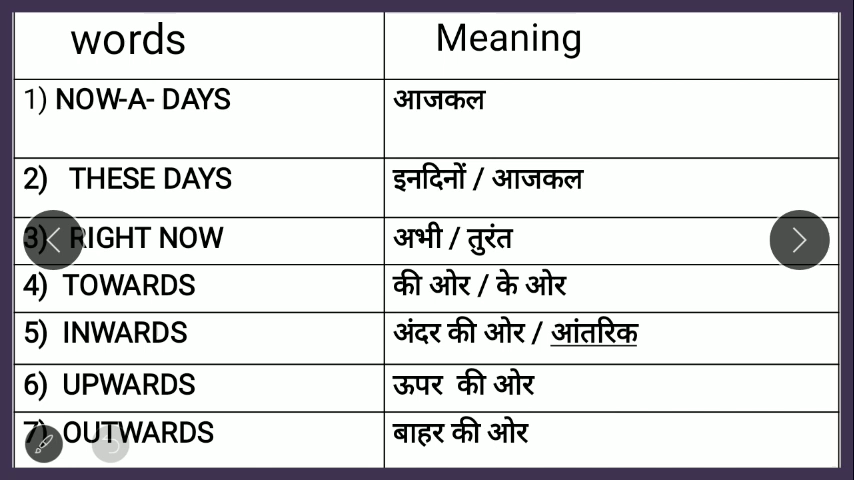 words Meaning
1) NOW-A- DAYS आजकल
2) THESE DAYS इनदिनों / आजकल
3) RIGHT NOW अभी / तुरंत
4) TOWARDS की ओर / के ओर
5) INWARDS अंदर की ओर / आंतरिक
6) UPWARDS ऊपर की ओर
7) OUTWARDS बाहर की ओर